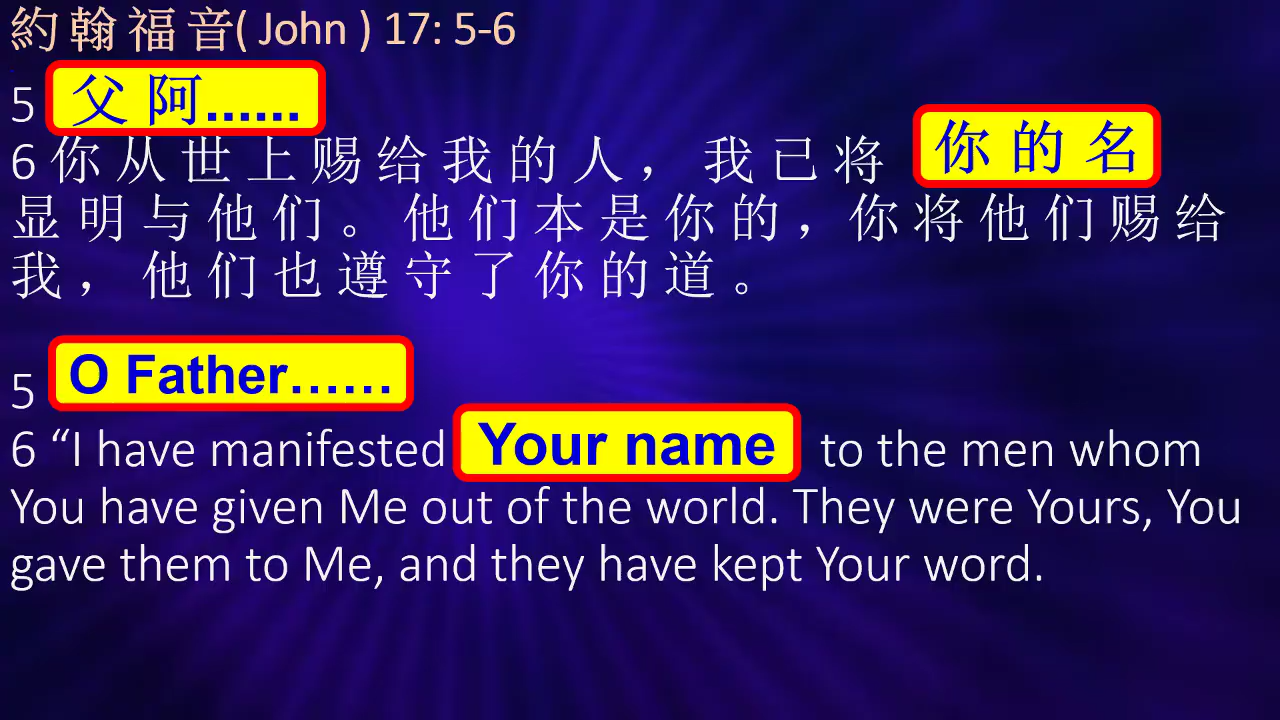 約翰福音( John ) 17: 5-6
5 父阿......
6 你从世上赐给我的人，我已将 你的名
显明与他们。他们本是你的，你将他们赐给
我，他们也遵守了你的道。
5 O Father……
6 “I have manifested Your name to the men whom
You have given Me out of the world. They were Yours, You
gave them to Me, and they have kept Your word.